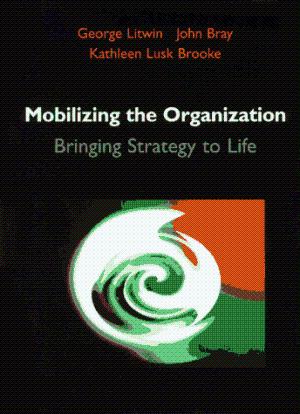 George Litwin John Bray
Kathleen Lusk Brooke
Mobilizing the Organization
Bringing Strategy to Life